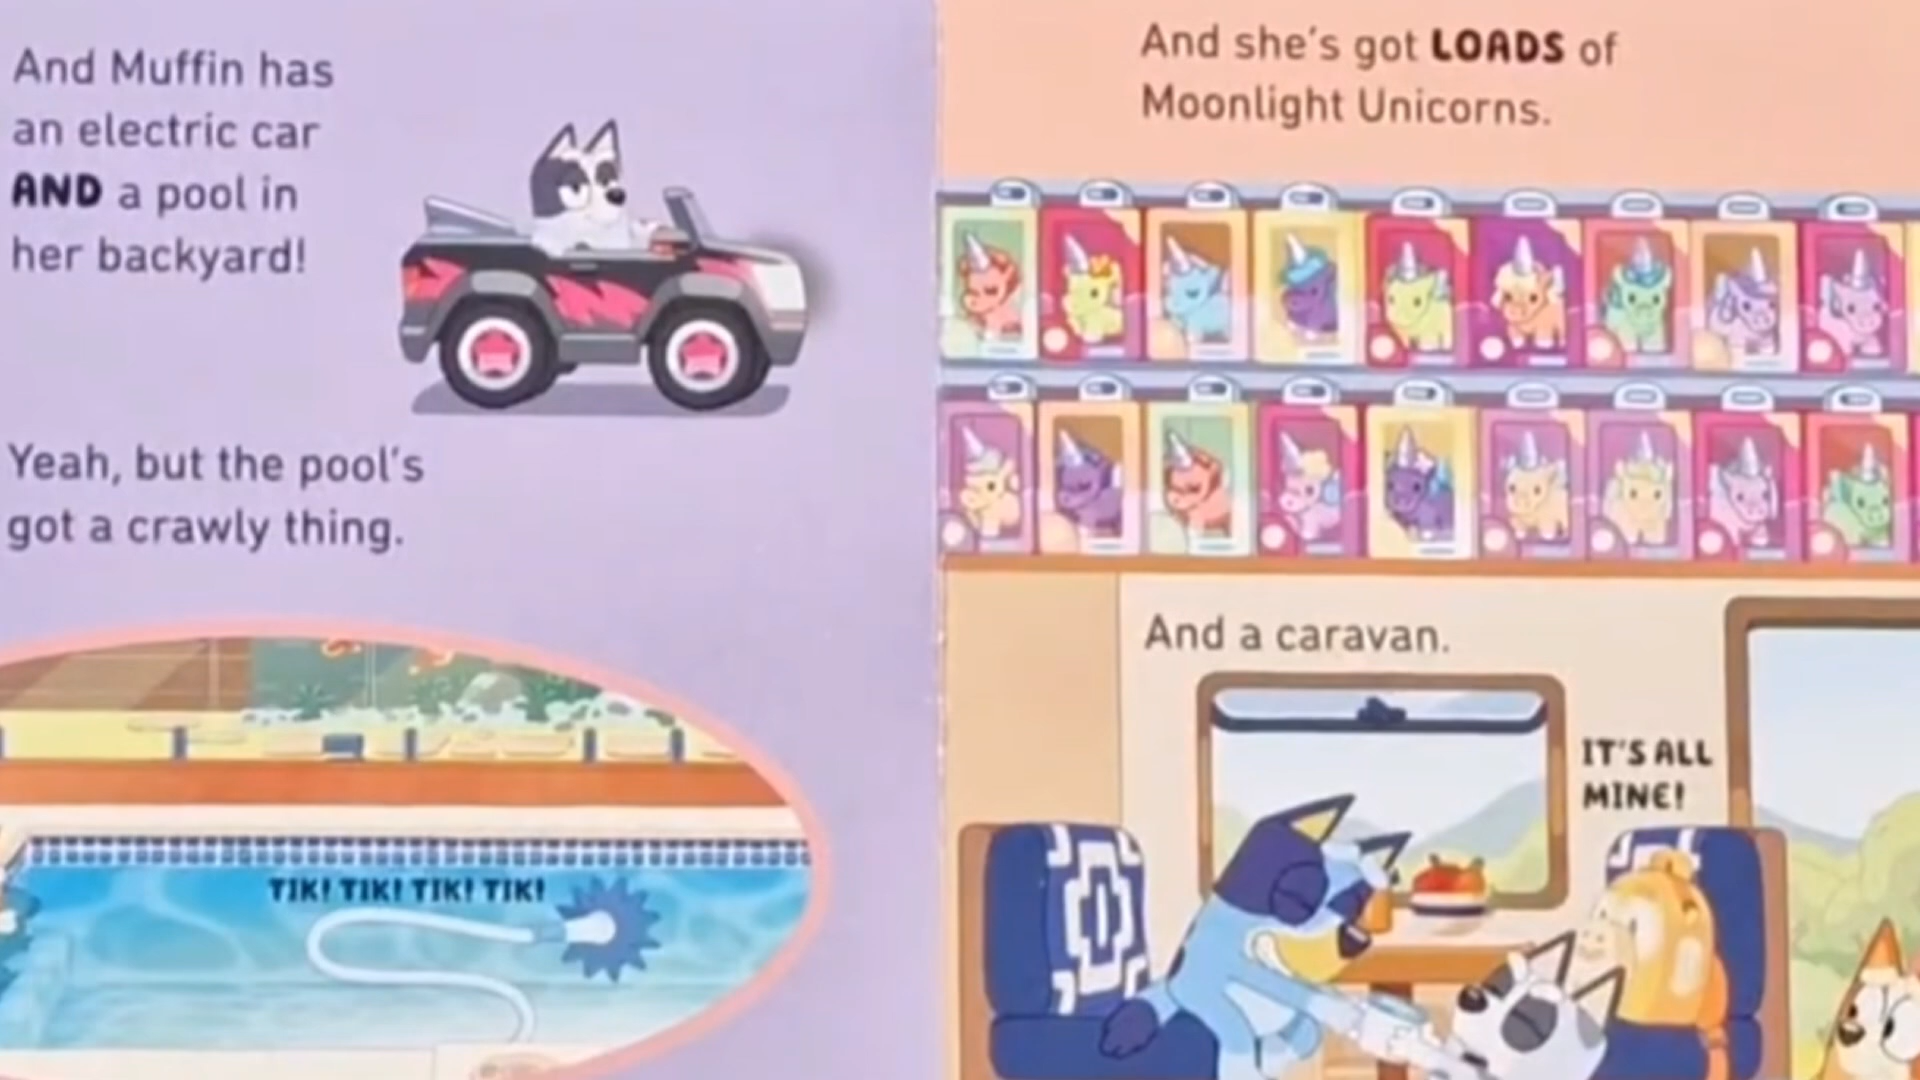 And Muffin has
an electric car
AND a pool in
her backyard!
Yeah, but the pool's
got a crawly thing.
TIK! TIK! TIK! TIK!
And she's got LOADS of
Moonlight Unicorns.
And a caravan.
IT'S ALL
MINE!